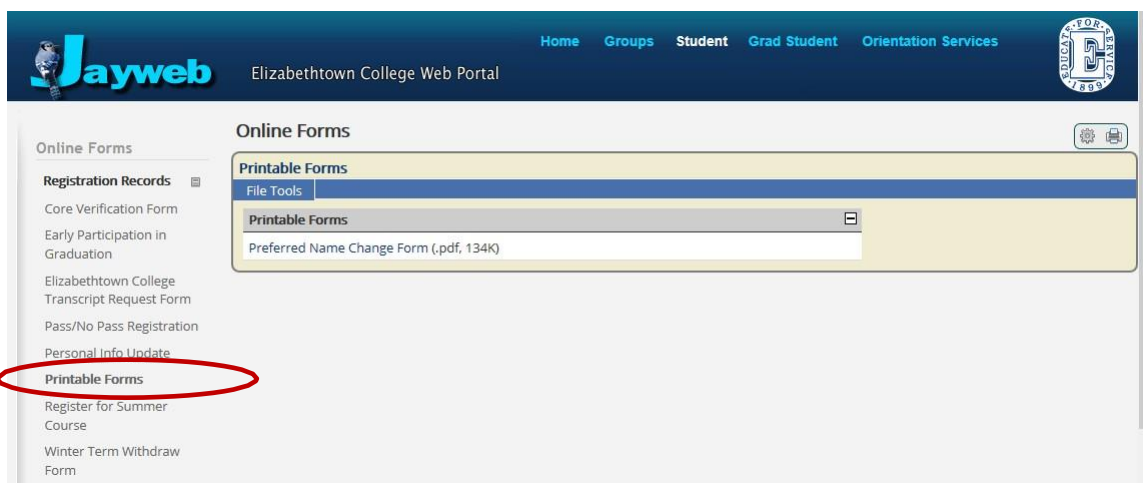 Home Groups Student Grad Student Orientation Services
Jayweb
Elizabethtown College Web Portal
EDUCATE FOR SERVICE
E
1899
Online Forms
Registration Records
Core Verification Form
Early Participation in
Graduation
Elizabethtown College
Transcript Request Form
Pass/No Pass Registration
Personal Info Update
Printable Forms
Register for Summer
Course
Winter Term Withdraw
Form
Online Forms
Printable Forms
File Tools
Printable Forms
Preferred Name Change Form (.pdf, 134K)